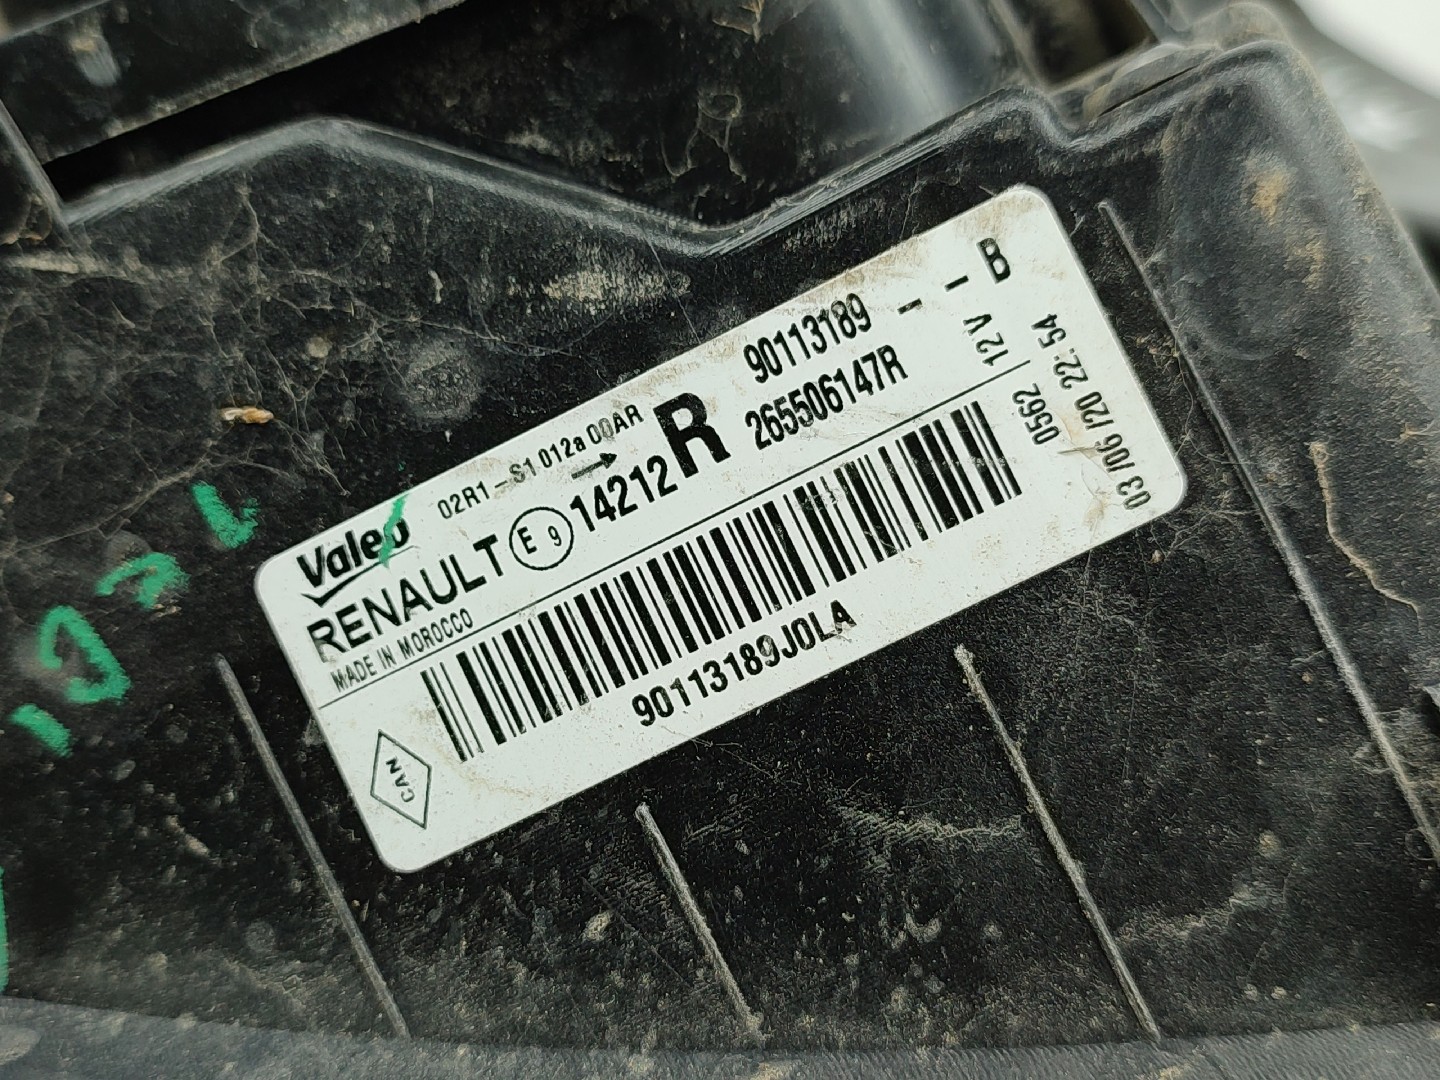 Valeo 02R1-S1 012a 00AR 90113189 - - B
RENAULT E 9 14212 R 265506147R 12V
MADE IN MOROCCO
0562
03/06/20 22:54
CAN
90113189J0LA